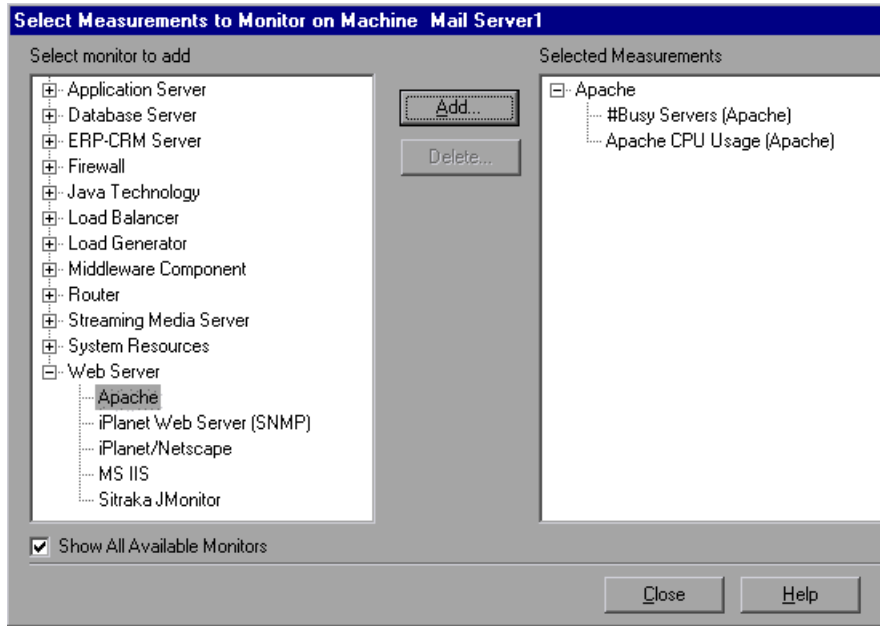 Select Measurements to Monitor on Machine  Mail Server1
Select monitor to add
Application Server
Database Server
ERP-CRM Server
Firewall
Java Technology
Load Balancer
Load Generator
Middleware Component
Router
Streaming Media Server
System Resources
Web Server
Apache
iPlanet Web Server (SNMP)
iPlanet/Netscape
MS IIS
Sitraka JMonitor
Show All Available Monitors
Add...
Delete...
Selected Measurements
Apache
#Busy Servers (Apache)
Apache CPU Usage (Apache)
Close
Help